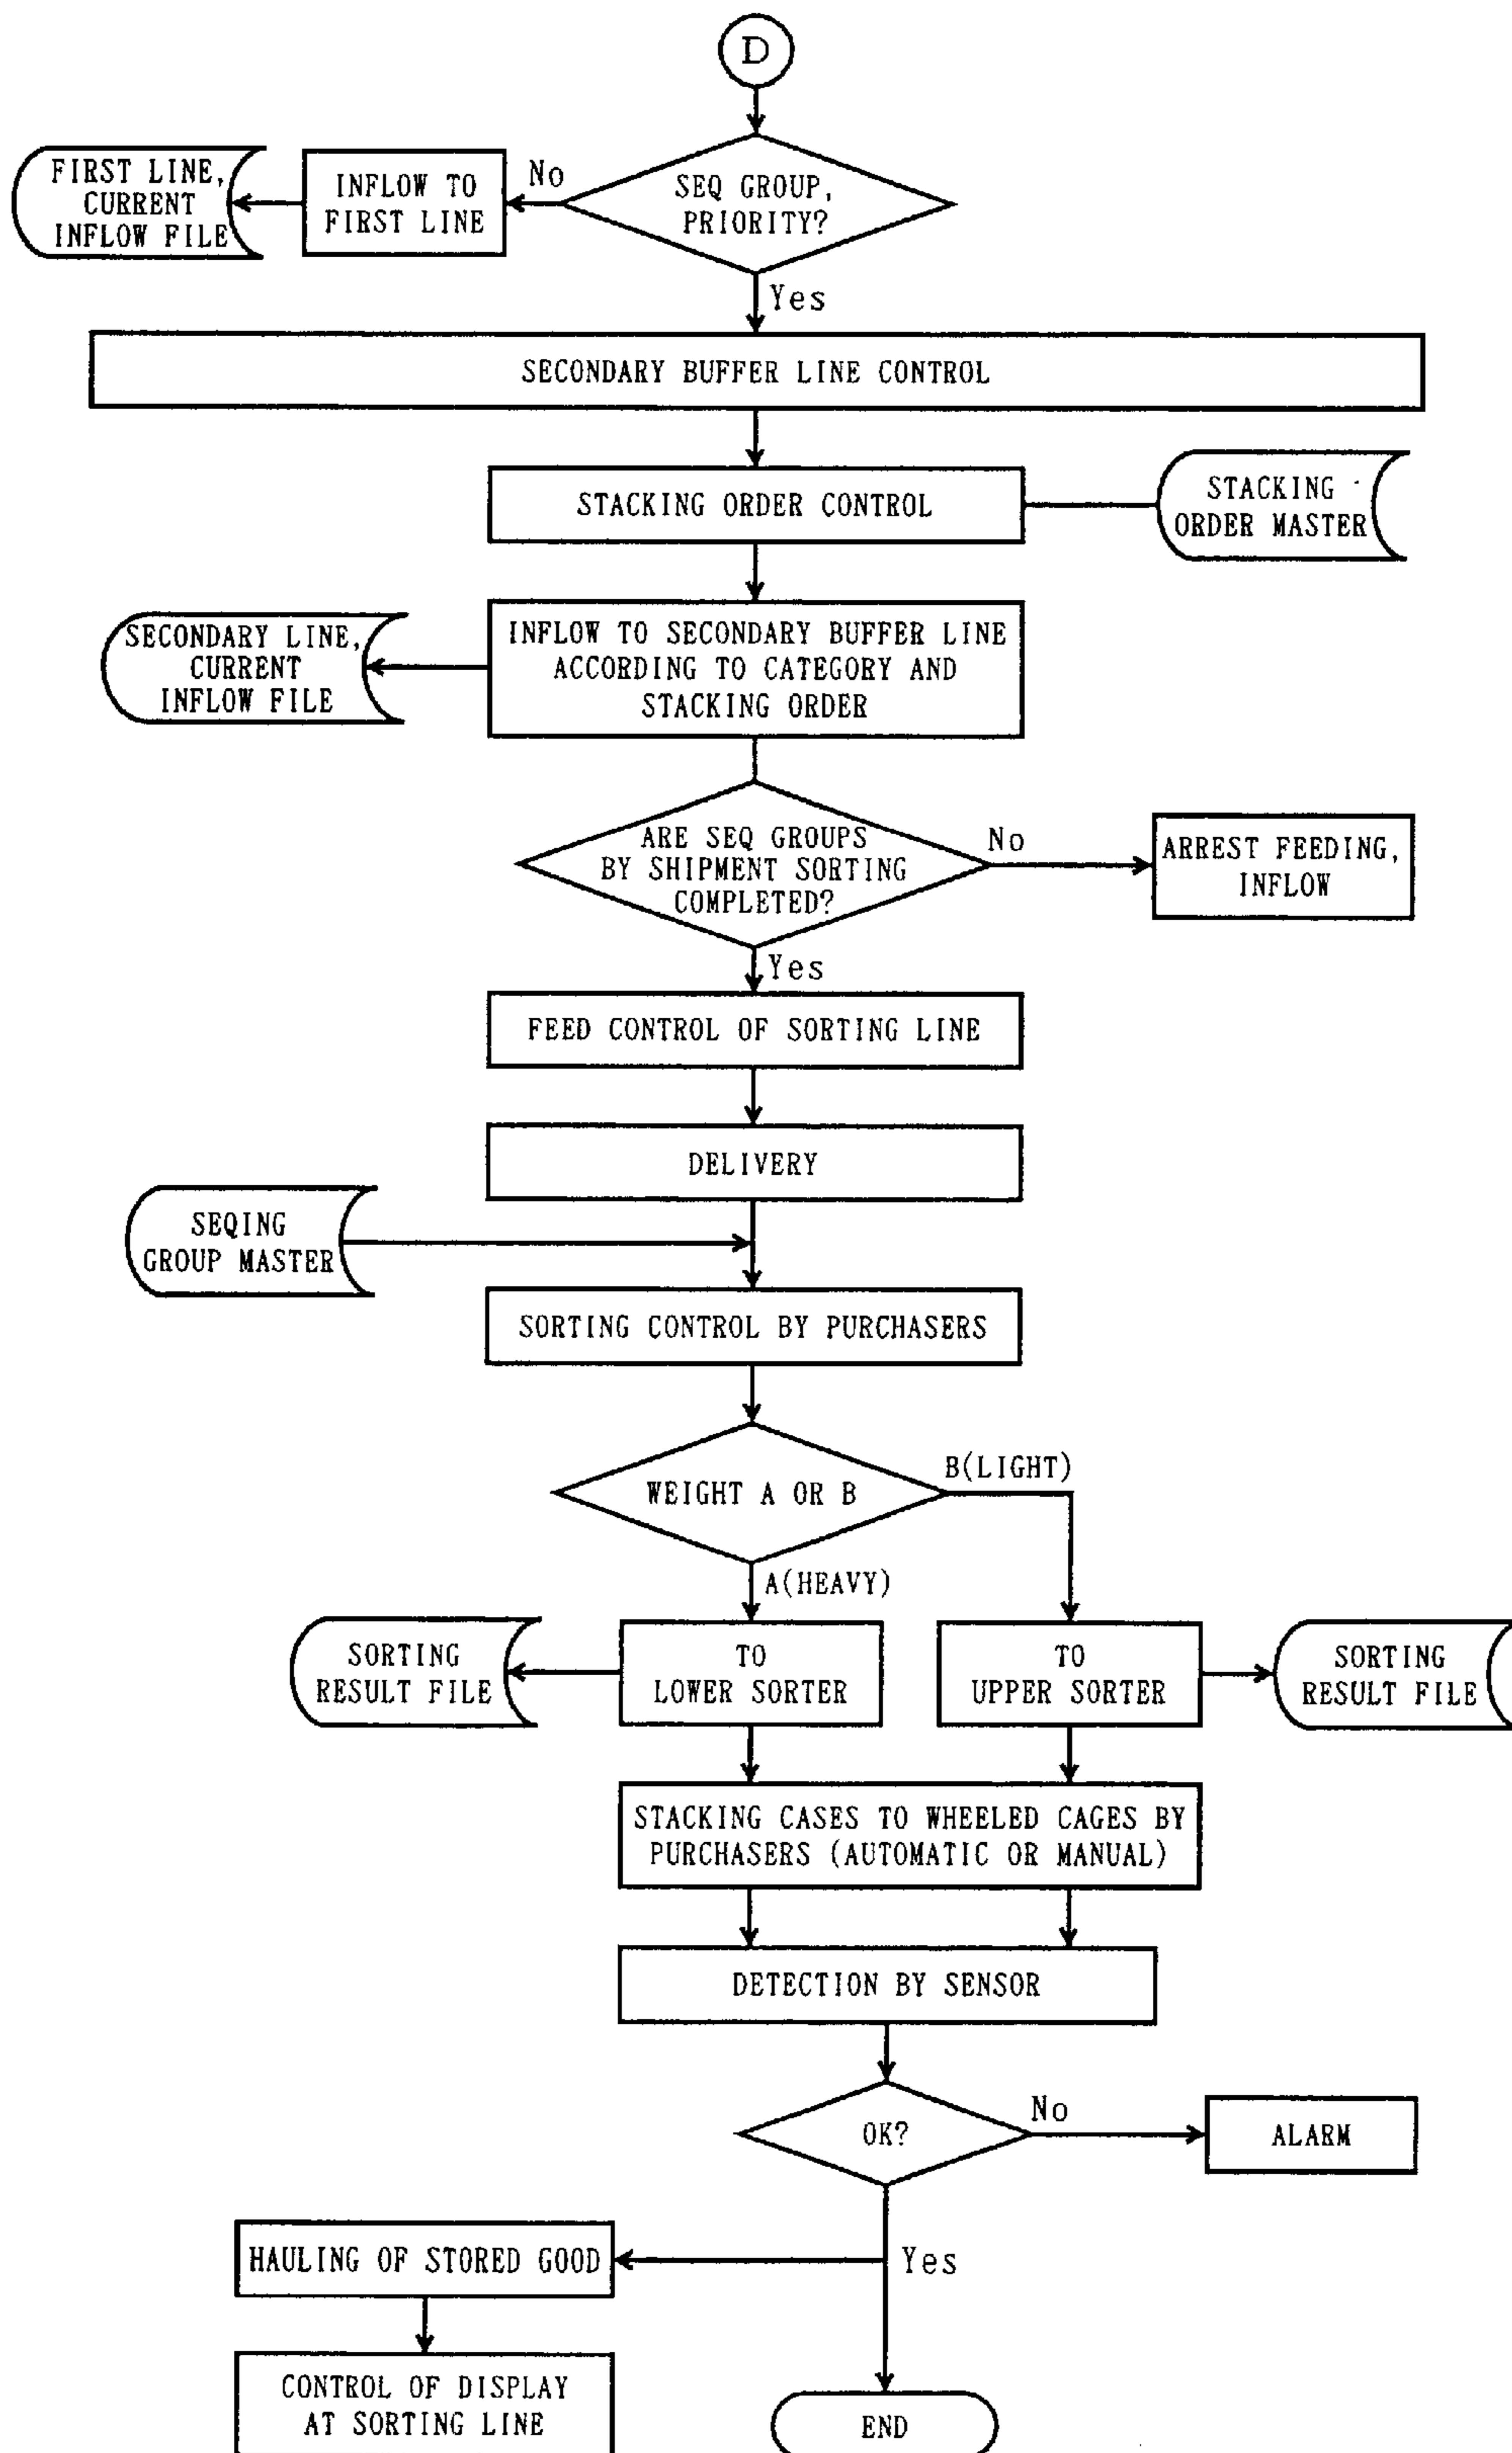 D
FIRST LINE,
CURRENT
INFLOW FILE
INFLOW TO
FIRST LINE
No
SEQ GROUP,
PRIORITY?
Yes
SECONDARY BUFFER LINE CONTROL
STACKING ORDER CONTROL
STACKING
ORDER MASTER
SECONDARY LINE,
CURRENT
INFLOW FILE
INFLOW TO SECONDARY BUFFER LINE
ACCORDING TO CATEGORY AND
STACKING ORDER
ARE SEQ GROUPS
BY SHIPMENT SORTING
COMPLETED?
No
ARREST FEEDING,
INFLOW
Yes
FEED CONTROL OF SORTING LINE
DELIVERY
SEQING
GROUP MASTER
SORTING CONTROL BY PURCHASERS
WEIGHT A OR B
B(LIGHT)
A(HEAVY)
SORTING
RESULT FILE
TO
LOWER SORTER
TO
UPPER SORTER
SORTING
RESULT FILE
STACKING CASES TO WHEELED CAGES BY
PURCHASERS (AUTOMATIC OR MANUAL)
DETECTION BY SENSOR
OK?
No
ALARM
HAULING OF STORED GOOD
Yes
CONTROL OF DISPLAY
AT SORTING LINE
END